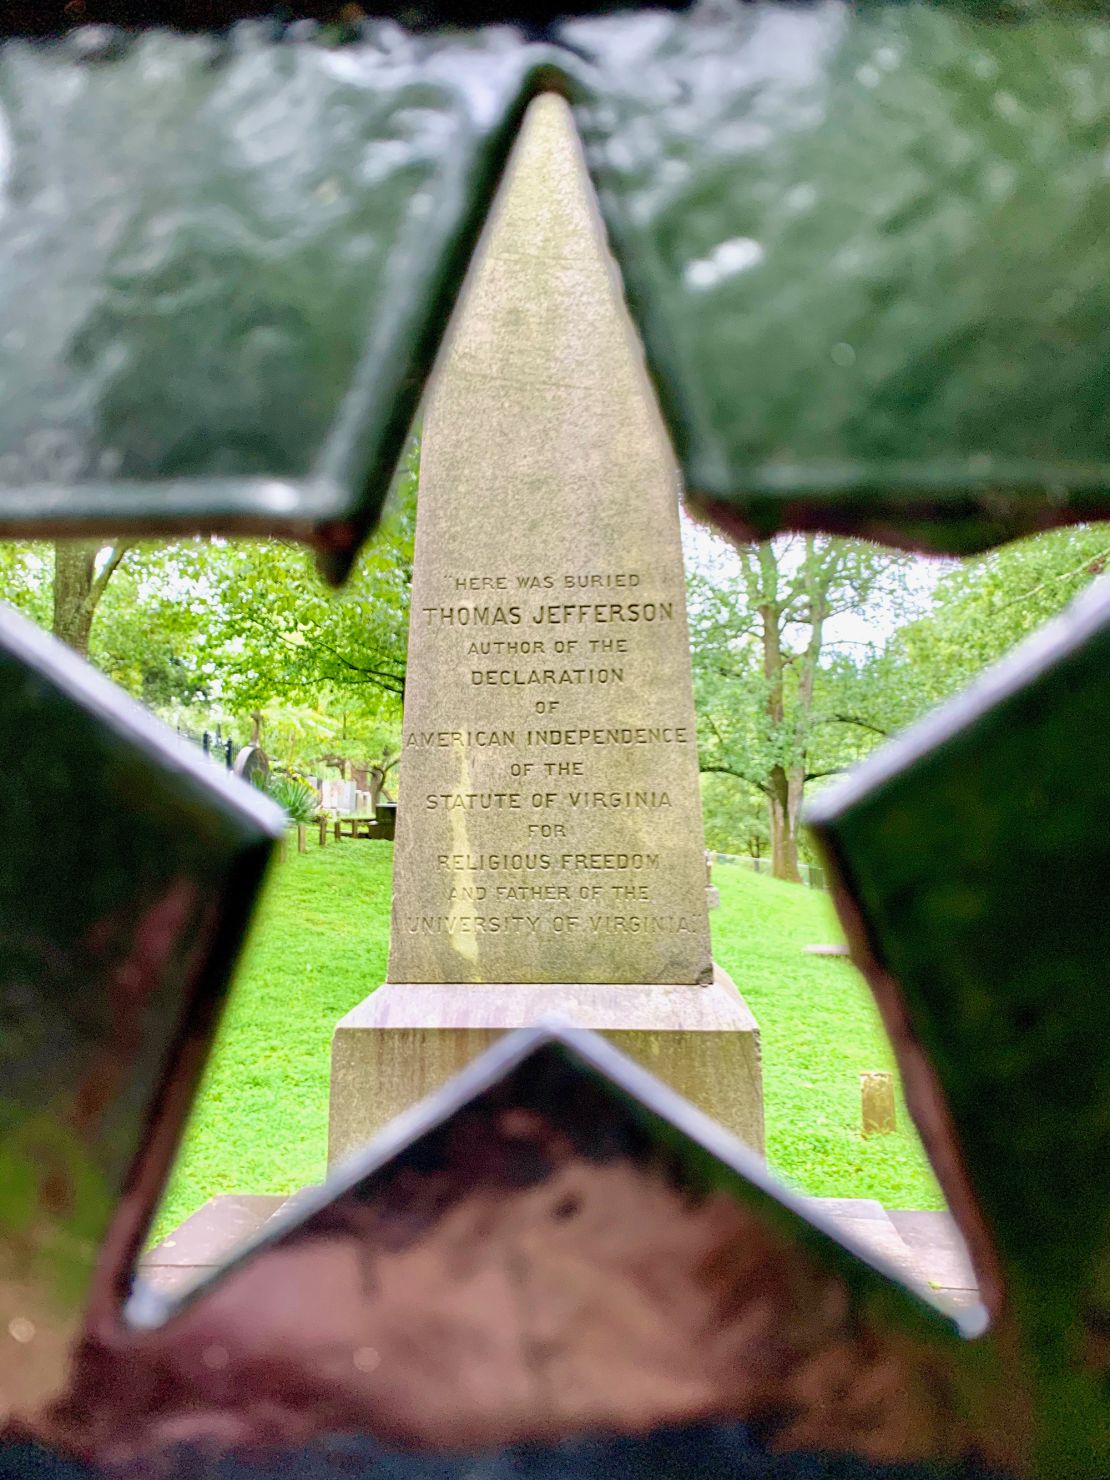 "HERE WAS BURIED
THOMAS JEFFERSON
AUTHOR OF THE
DECLARATION
OF
AMERICAN INDEPENDENCE
OF THE
STATUTE OF VIRGINIA
FOR
RELIGIOUS FREEDOM
AND FATHER OF THE
UNIVERSITY OF VIRGINIA."